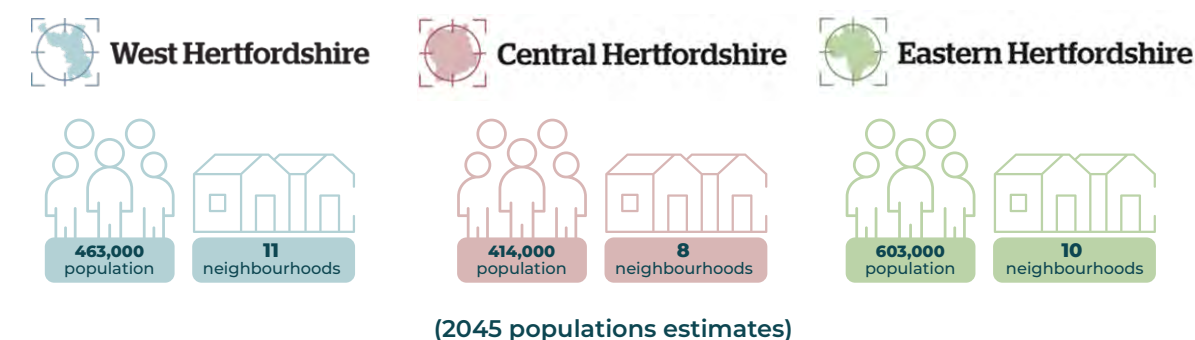 West Hertfordshire
Central Hertfordshire
Eastern Hertfordshire
463,000
population
11
neighbourhoods
414,000
population
8
neighbourhoods
603,000
population
10
neighbourhoods
(2045 populations estimates)